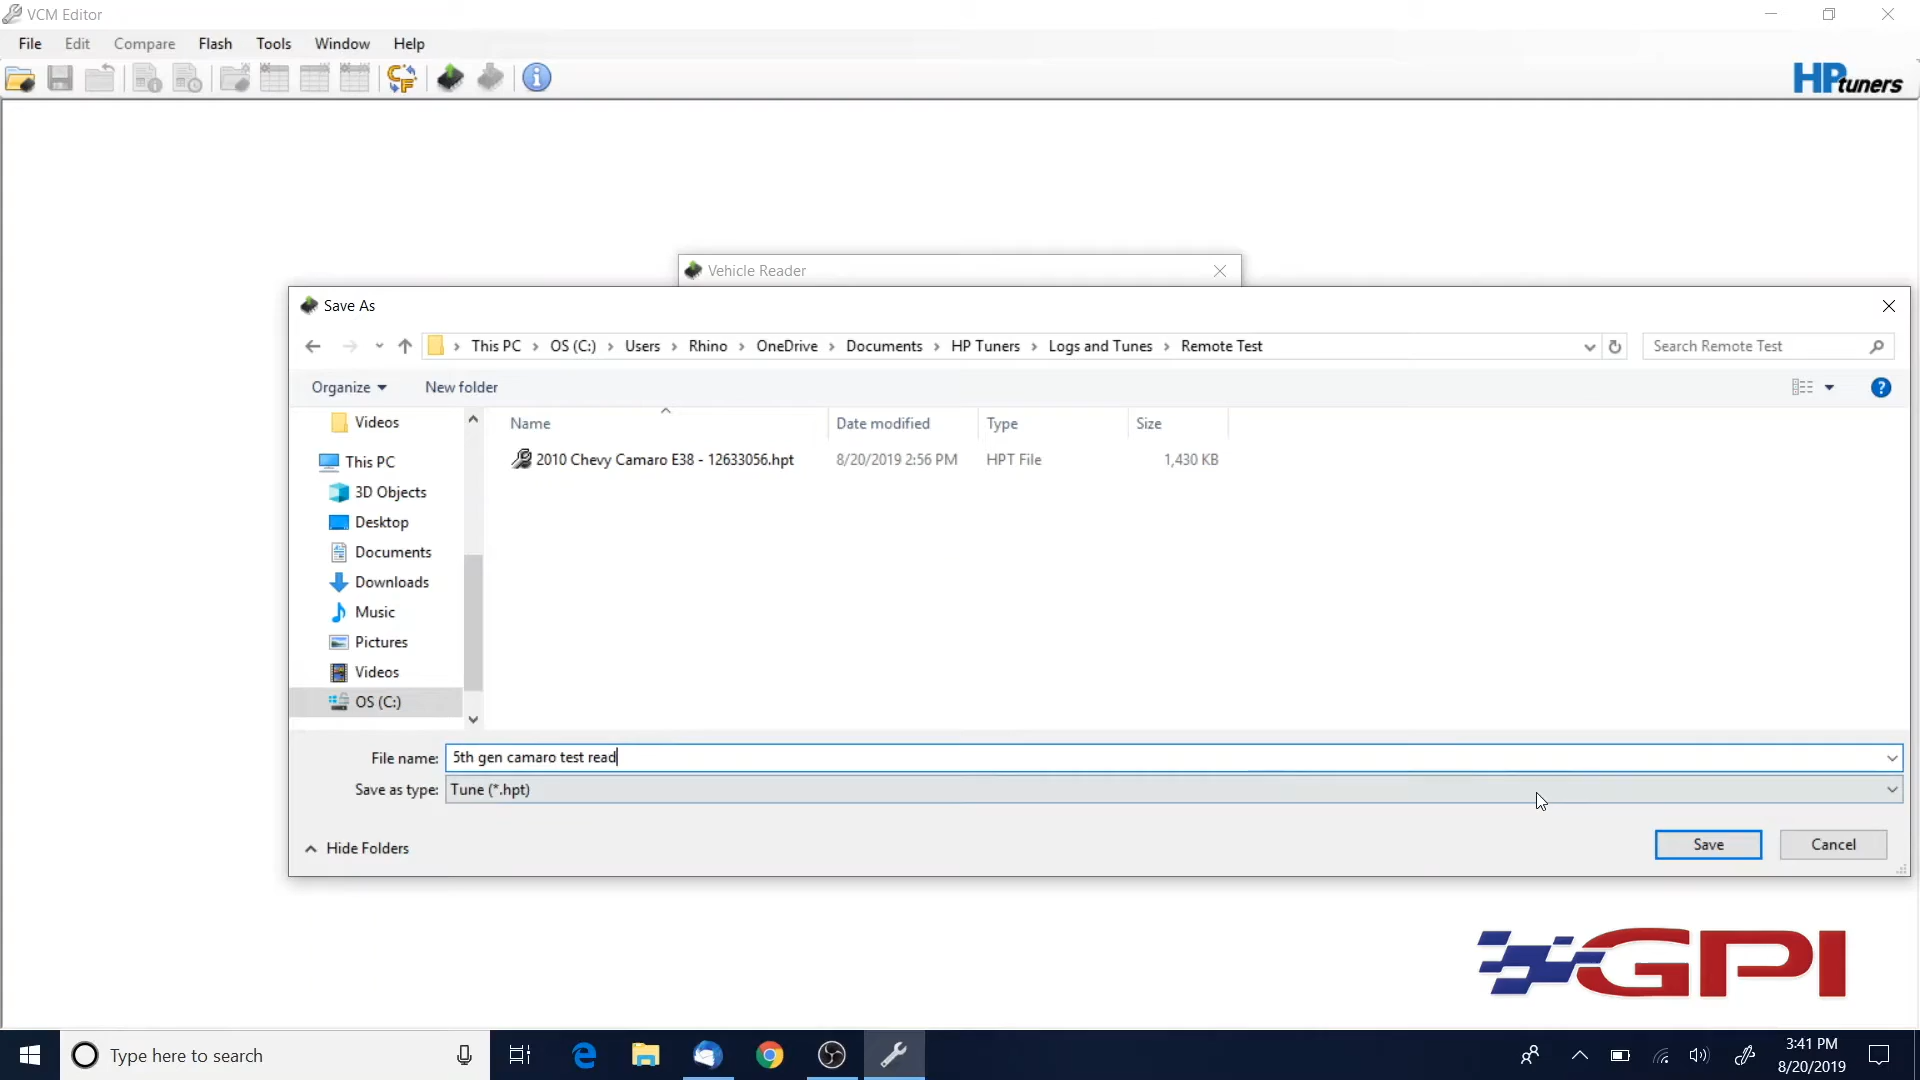 VCM Editor
File Edit Compare Flash Tools Window Help
HPtuners
Vehicle Reader
Save As
This PC > OS (C:) > Users > Rhino > OneDrive > Documents > HP Tuners > Logs and Tunes > Remote Test
Search Remote Test
Organize New folder
Name Date modified Type Size
2010 Chevy Camaro E38 - 12633056.hpt 8/20/2019 2:56 PM HPT File 1,430 KB
Videos
This PC
3D Objects
Desktop
Documents
Downloads
Music
Pictures
Videos
OS (C:)
File name: 5th gen camaro test read
Save as type: Tune (*.hpt)
Hide Folders
Save Cancel
GPI
Type here to search
3:41 PM
8/20/2019